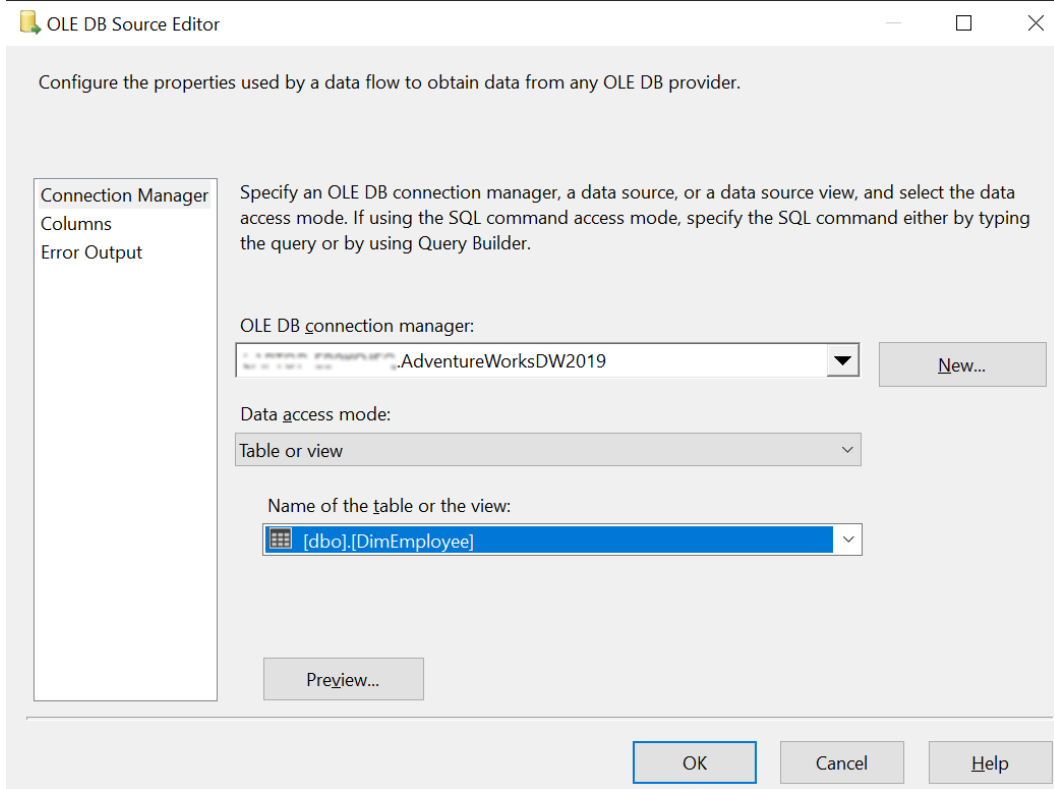 OLE DB Source Editor
Configure the properties used by a data flow to obtain data from any OLE DB provider.
Connection Manager
Columns
Error Output
Specify an OLE DB connection manager, a data source, or a data source view, and select the data
access mode. If using the SQL command access mode, specify the SQL command either by typing
the query or by using Query Builder.
OLE DB connection manager:
.AdventureWorksDW2019
New...
Data access mode:
Table or view
Name of the table or the view:
[dbo].[DimEmployee]
Preview...
OK
Cancel
Help